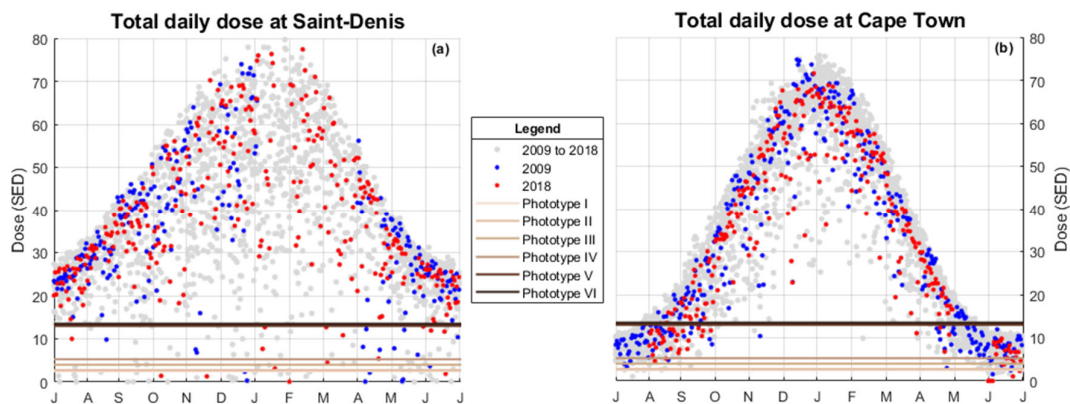 Total daily dose at Saint-Denis
Total daily dose at Cape Town
(a)
80
70
60
50
40
30
20
10
0
Dose (SED)
J A S O N D J F M A M J J
Legend
2009 to 2018
2009
2018
Phototype I
Phototype II
Phototype III
Phototype IV
Phototype V
Phototype VI
(b)
80
70
60
50
40
30
20
10
0
Dose (SED)
J A S O N D J F M A M J J